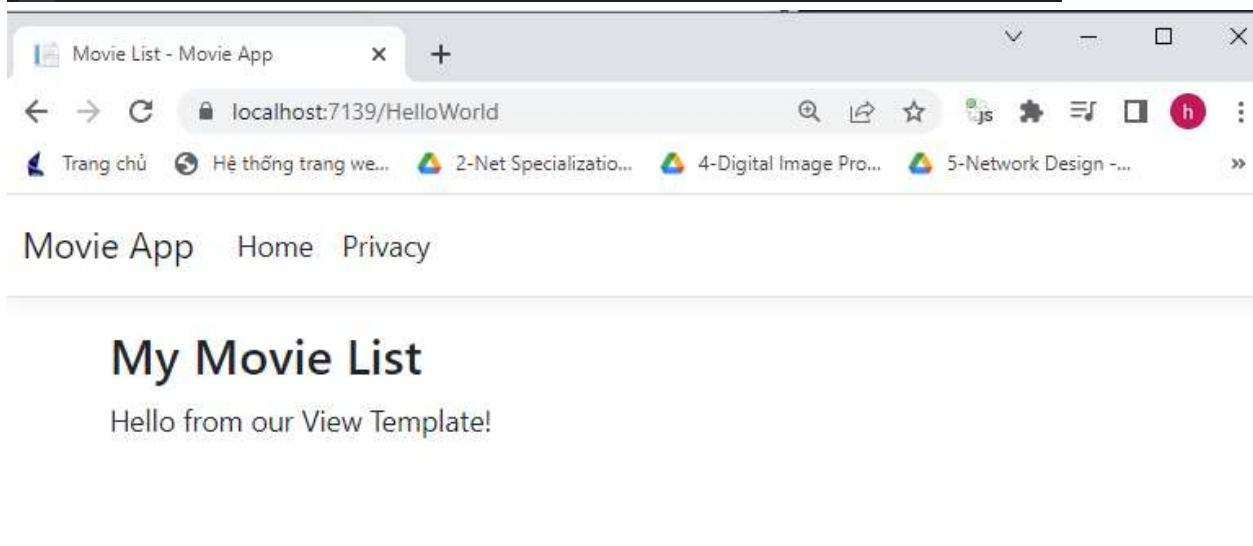 Movie List - Movie App
localhost:7139/HelloWorld
js
h
Trang chủ Hệ thống trang we... 2-Net Specializatio... 4-Digital Image Pro... 5-Network Design -...
Movie App Home Privacy
My Movie List
Hello from our View Template!